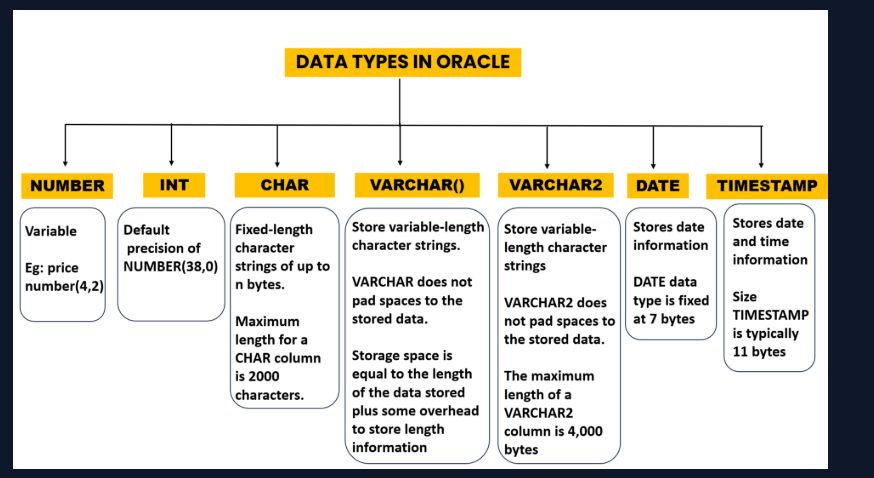 DATA TYPES IN ORACLE
NUMBER
Variable
Eg: price
number(4,2)
INT
Default
precision of
NUMBER(38,0)
CHAR
Fixed-length
character
strings of up to
n bytes.
Maximum
length for a
CHAR column
is 2000
characters.
VARCHAR()
Store variable-length
character strings.
VARCHAR does not
pad spaces to the
stored data.
Storage space is
equal to the length
of the data stored
plus some overhead
to store length
information
VARCHAR2
Store variable-
length character
strings
VARCHAR2 does
not pad spaces to
the stored data.
The maximum
length of a
VARCHAR2
column is 4,000
bytes
DATE
Stores date
information
DATE data
type is fixed
at 7 bytes
TIMESTAMP
Stores date
and time
information
Size
TIMESTAMP
is typically
11 bytes